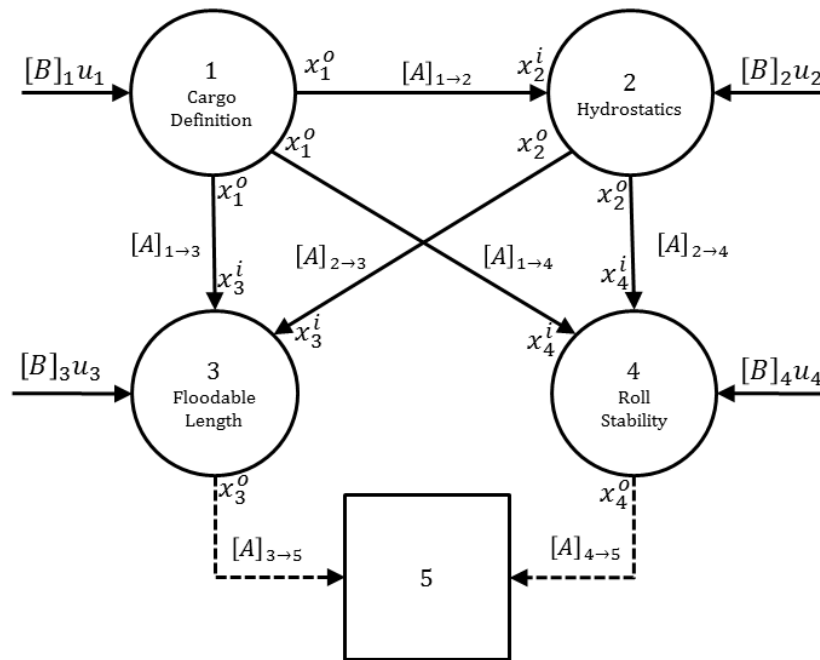 [B]₁u₁
1
Cargo
Definition
x₁ᵒ
[A]₁→₂
x₂ⁱ
2
Hydrostatics
[B]₂u₂
x₁ᵒ
x₂ᵒ
x₁ᵒ
x₂ᵒ
[A]₁→₃
[A]₂→₃
[A]₁→₄
[A]₂→₄
x₃ⁱ
x₄ⁱ
x₃ⁱ
x₄ⁱ
[B]₃u₃
3
Floodable
Length
4
Roll
Stability
[B]₄u₄
x₃ᵒ
x₄ᵒ
[A]₃→₅
5
[A]₄→₅